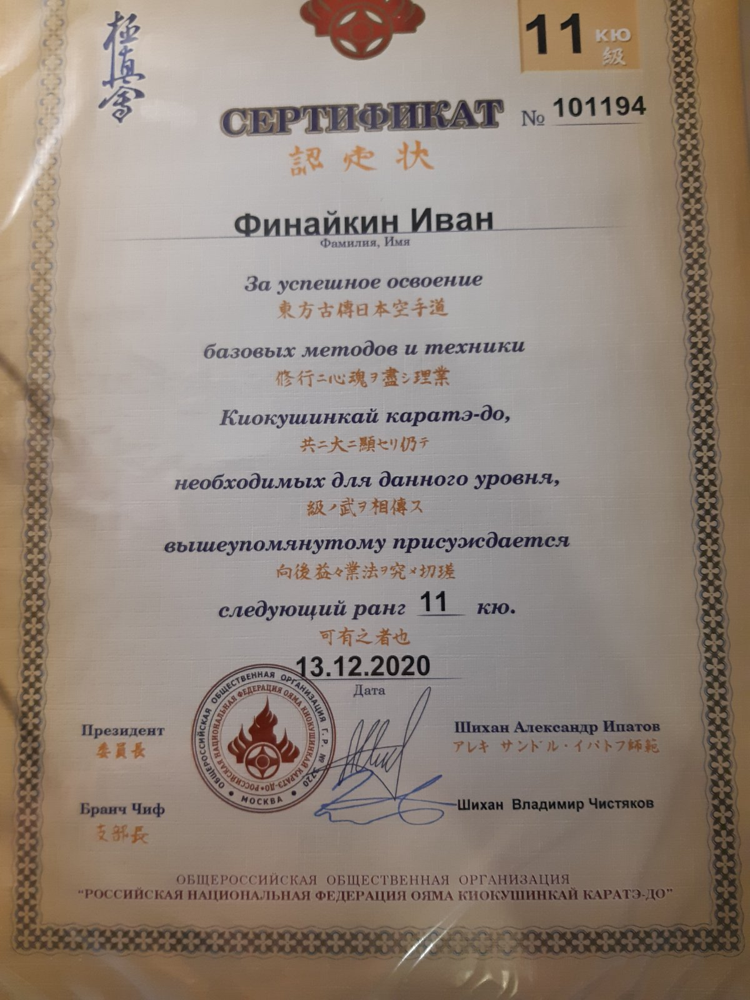 極真會
11 кю
級
СЕРТИФИКАТ № 101194
認定状
Финайкин Иван
Фамилия, Имя
За успешное освоение
東方古傳日本空手道
базовых методов и техники
修行ニ心魂ヲ盡シ理業
Киокушинкай каратэ-до,
共ニ大ニ顯セリ仍テ
необходимых для данного уровня,
級ノ武ヲ相傳ス
вышеупомянутому присуждается
向後益々業法ヲ究メ切瑳
следующий ранг 11 кю.
可有之者也
13.12.2020
Дата
ОБЩЕРОССИЙСКАЯ ОБЩЕСТВЕННАЯ ОРГАНИЗАЦИЯ Г.Р. № 3720
РОССИЙСКАЯ НАЦИОНАЛЬНАЯ ФЕДЕРАЦИЯ ОЯМА КИОКУШИНКАЙ КАРАТЭ-ДО
МОСКВА
Президент Шихан Александр Ипатов
委員長 アレキサンドル・イパトフ師範
Бранч Чиф Шихан Владимир Чистяков
支部長
ОБЩЕРОССИЙСКАЯ ОБЩЕСТВЕННАЯ ОРГАНИЗАЦИЯ
“РОССИЙСКАЯ НАЦИОНАЛЬНАЯ ФЕДЕРАЦИЯ ОЯМА КИОКУШИНКАЙ КАРАТЭ-ДО”